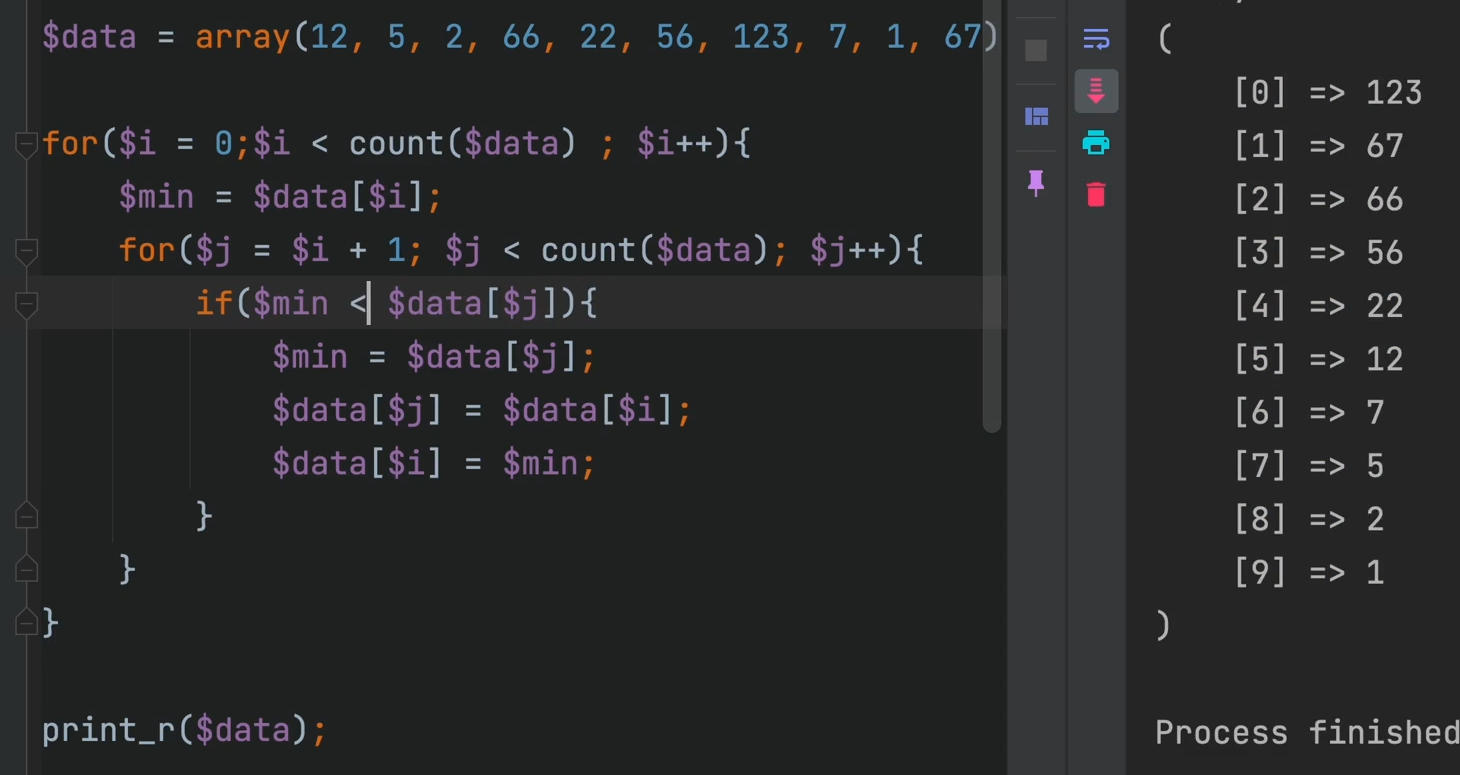 $data = array(12, 5, 2, 66, 22, 56, 123, 7, 1, 67)
for($i = 0;$i < count($data) ; $i++){
$min = $data[$i];
for($j = $i + 1; $j < count($data); $j++){
if($min < $data[$j]){
$min = $data[$j];
$data[$j] = $data[$i];
$data[$i] = $min;
}
}
}
print_r($data);
(
[0] => 123
[1] => 67
[2] => 66
[3] => 56
[4] => 22
[5] => 12
[6] => 7
[7] => 5
[8] => 2
[9] => 1
)
Process finished